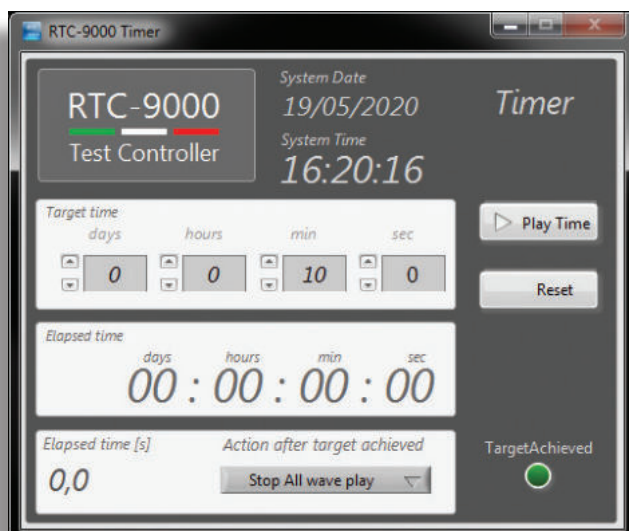 RTC-9000 Timer
RTC-9000
Test Controller
System Date
19/05/2020
System Time
16:20:16
Timer
Target time
days hours min sec
0 0 10 0
Play Time
Reset
Elapsed time
days hours min sec
00 : 00 : 00 : 00
Elapsed time [s]
0,0
Action after target achieved
Stop All wave play
TargetAchieved